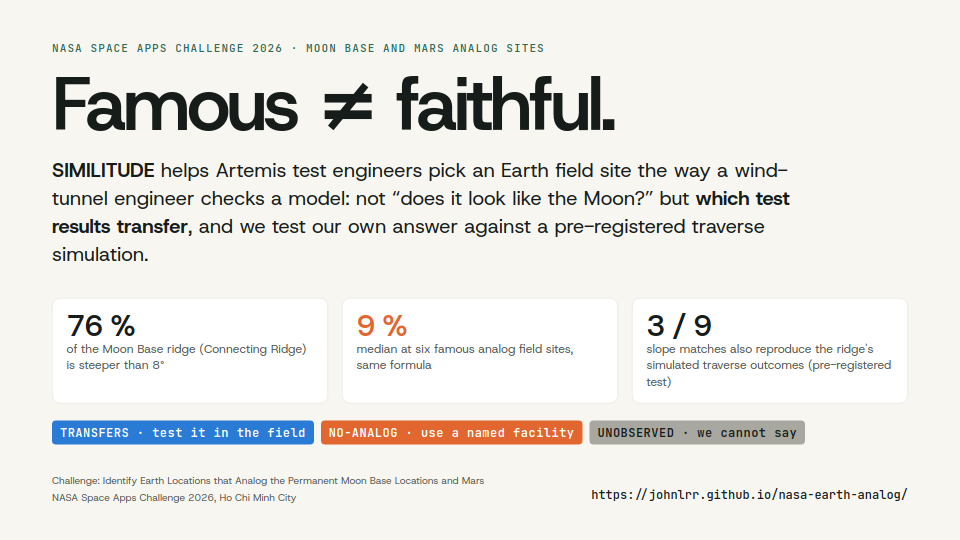 NASA SPACE APPS CHALLENGE 2026 · MOON BASE AND MARS ANALOG SITES
Famous ≠ faithful.
SIMILITUDE helps Artemis test engineers pick an Earth field site the way a wind-
tunnel engineer checks a model: not “does it look like the Moon?” but which test
results transfer, and we test our own answer against a pre-registered traverse
simulation.
76 %
of the Moon Base ridge (Connecting Ridge)
is steeper than 8°
9 %
median at six famous analog field sites,
same formula
3 / 9
slope matches also reproduce the ridge's
simulated traverse outcomes (pre-registered
test)
TRANSFERS · test it in the field
NO-ANALOG · use a named facility
UNOBSERVED · we cannot say
Challenge: Identify Earth Locations that Analog the Permanent Moon Base Locations and Mars
NASA Space Apps Challenge 2026, Ho Chi Minh City
https://johnlrr.github.io/nasa-earth-analog/